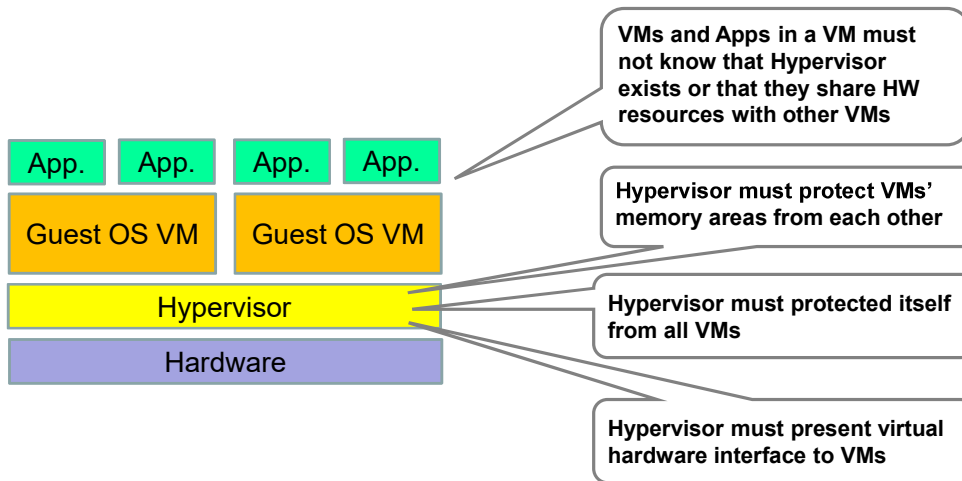 VMs and Apps in a VM must
not know that Hypervisor
exists or that they share HW
resources with other VMs
App.
App.
App.
App.
Hypervisor must protect VMs’
memory areas from each other
Guest OS VM
Guest OS VM
Hypervisor
Hypervisor must protected itself
from all VMs
Hardware
Hypervisor must present virtual
hardware interface to VMs